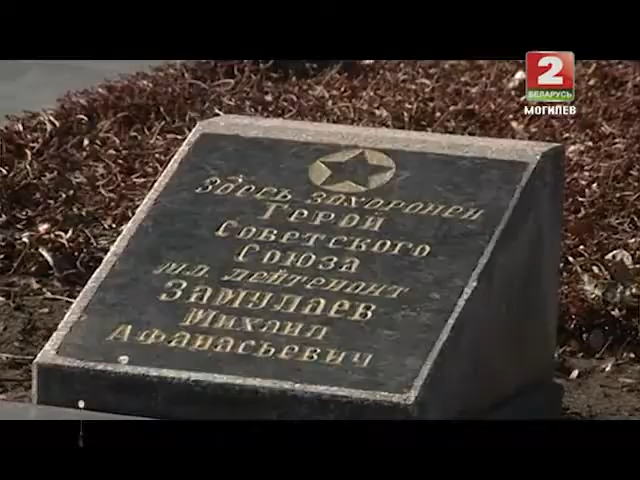 2
БЕЛАРУСЬ
МОГИЛЕВ
Здесь захоронен
Герой
Советского
Союза
мл. лейтенант
Замулаев
Михаил
Афанасьевич